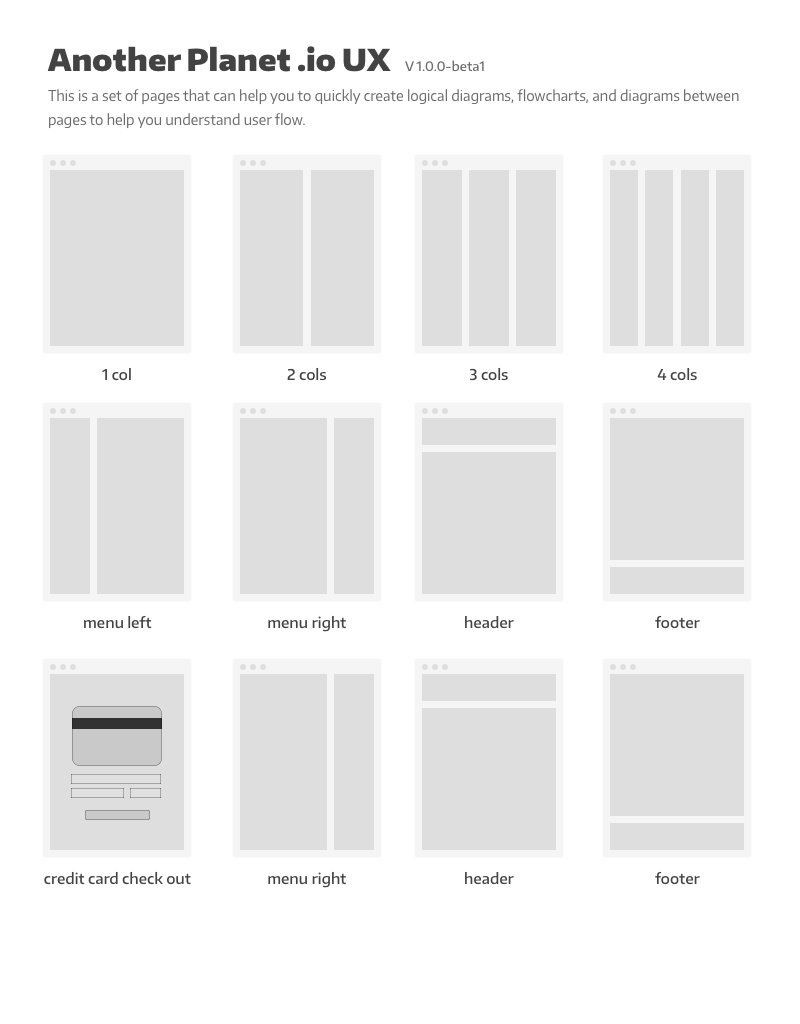 Another Planet .io UX V 1.0.0-beta1
This is a set of pages that can help you to quickly create logical diagrams, flowcharts, and diagrams between
pages to help you understand user flow.
1 col 2 cols 3 cols 4 cols
menu left menu right header footer
credit card check out menu right header footer